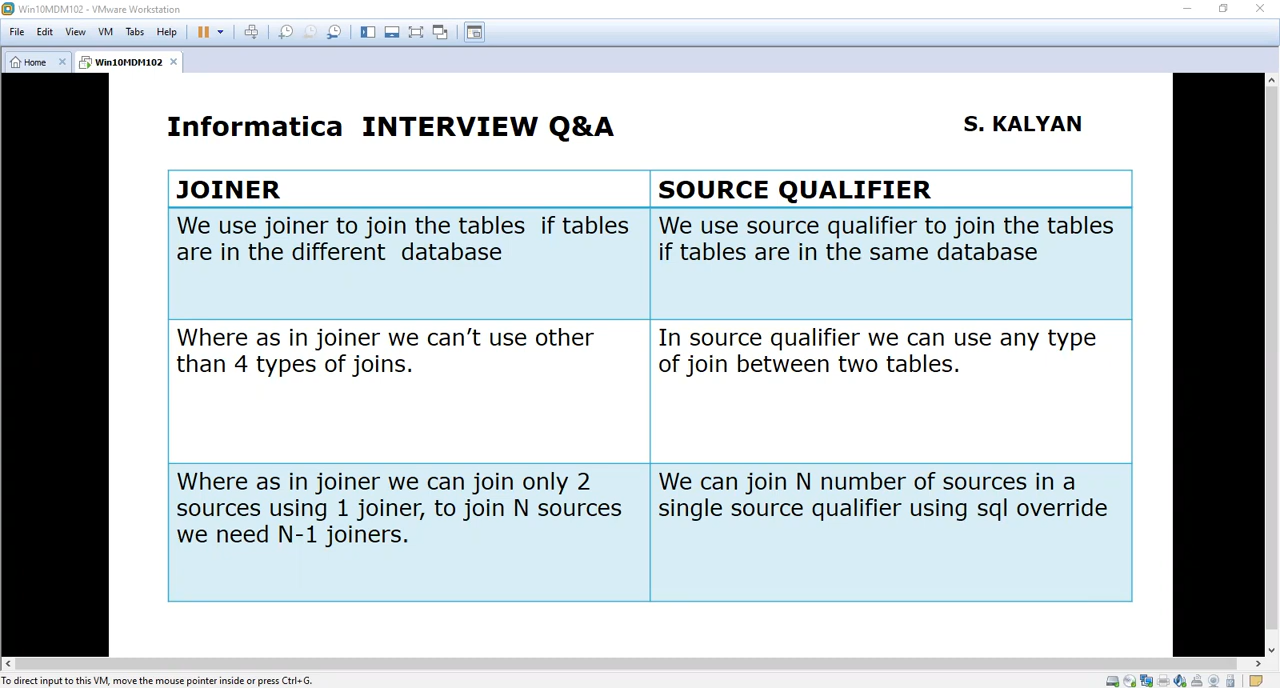 Win10MDM102 - VMware Workstation
File Edit View VM Tabs Help
Home Win10MDM102
Informatica INTERVIEW Q&A
S. KALYAN
JOINER
SOURCE QUALIFIER
We use joiner to join the tables if tables
are in the different database
We use source qualifier to join the tables
if tables are in the same database
Where as in joiner we can't use other
than 4 types of joins.
In source qualifier we can use any type
of join between two tables.
Where as in joiner we can join only 2
sources using 1 joiner, to join N sources
we need N-1 joiners.
We can join N number of sources in a
single source qualifier using sql override
To direct input to this VM, move the mouse pointer inside or press Ctrl+G.